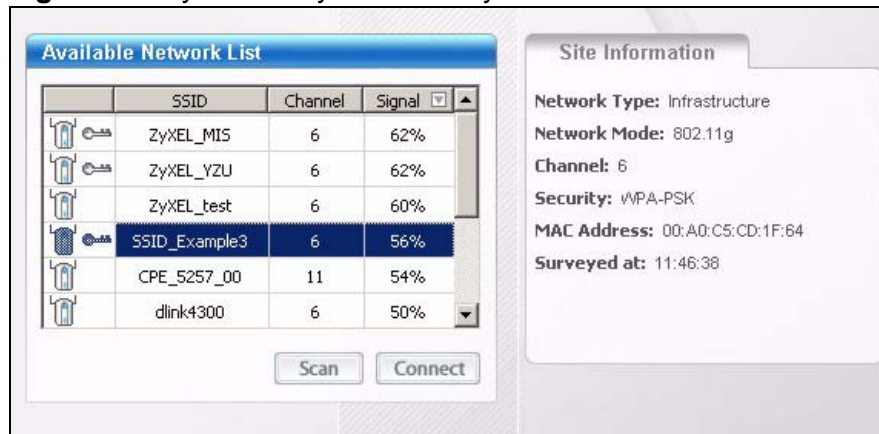 Available Network List
SSID Channel Signal
ZyXEL_MIS 6 62%
ZyXEL_YZU 6 62%
ZyXEL_test 6 60%
SSID_Example3 6 56%
CPE_5257_00 11 54%
dlink4300 6 50%
Scan Connect
Site Information
Network Type: Infrastructure
Network Mode: 802.11g
Channel: 6
Security: WPA-PSK
MAC Address: 00:A0:C5:CD:1F:64
Surveyed at: 11:46:38